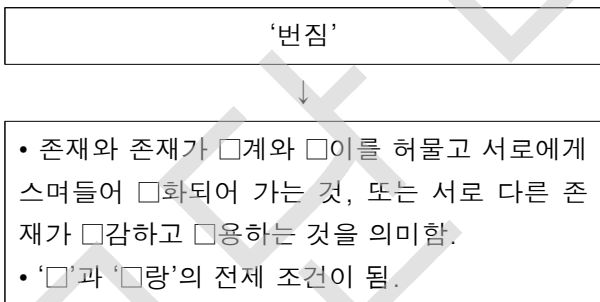 ‘번짐’
↓
• 존재와 존재가 □계와 □이를 허물고 서로에게
스며들어 □화되어 가는 것, 또는 서로 다른 존
재가 □감하고 □용하는 것을 의미함.
• ‘□’과 ‘□랑’의 전제 조건이 됨.